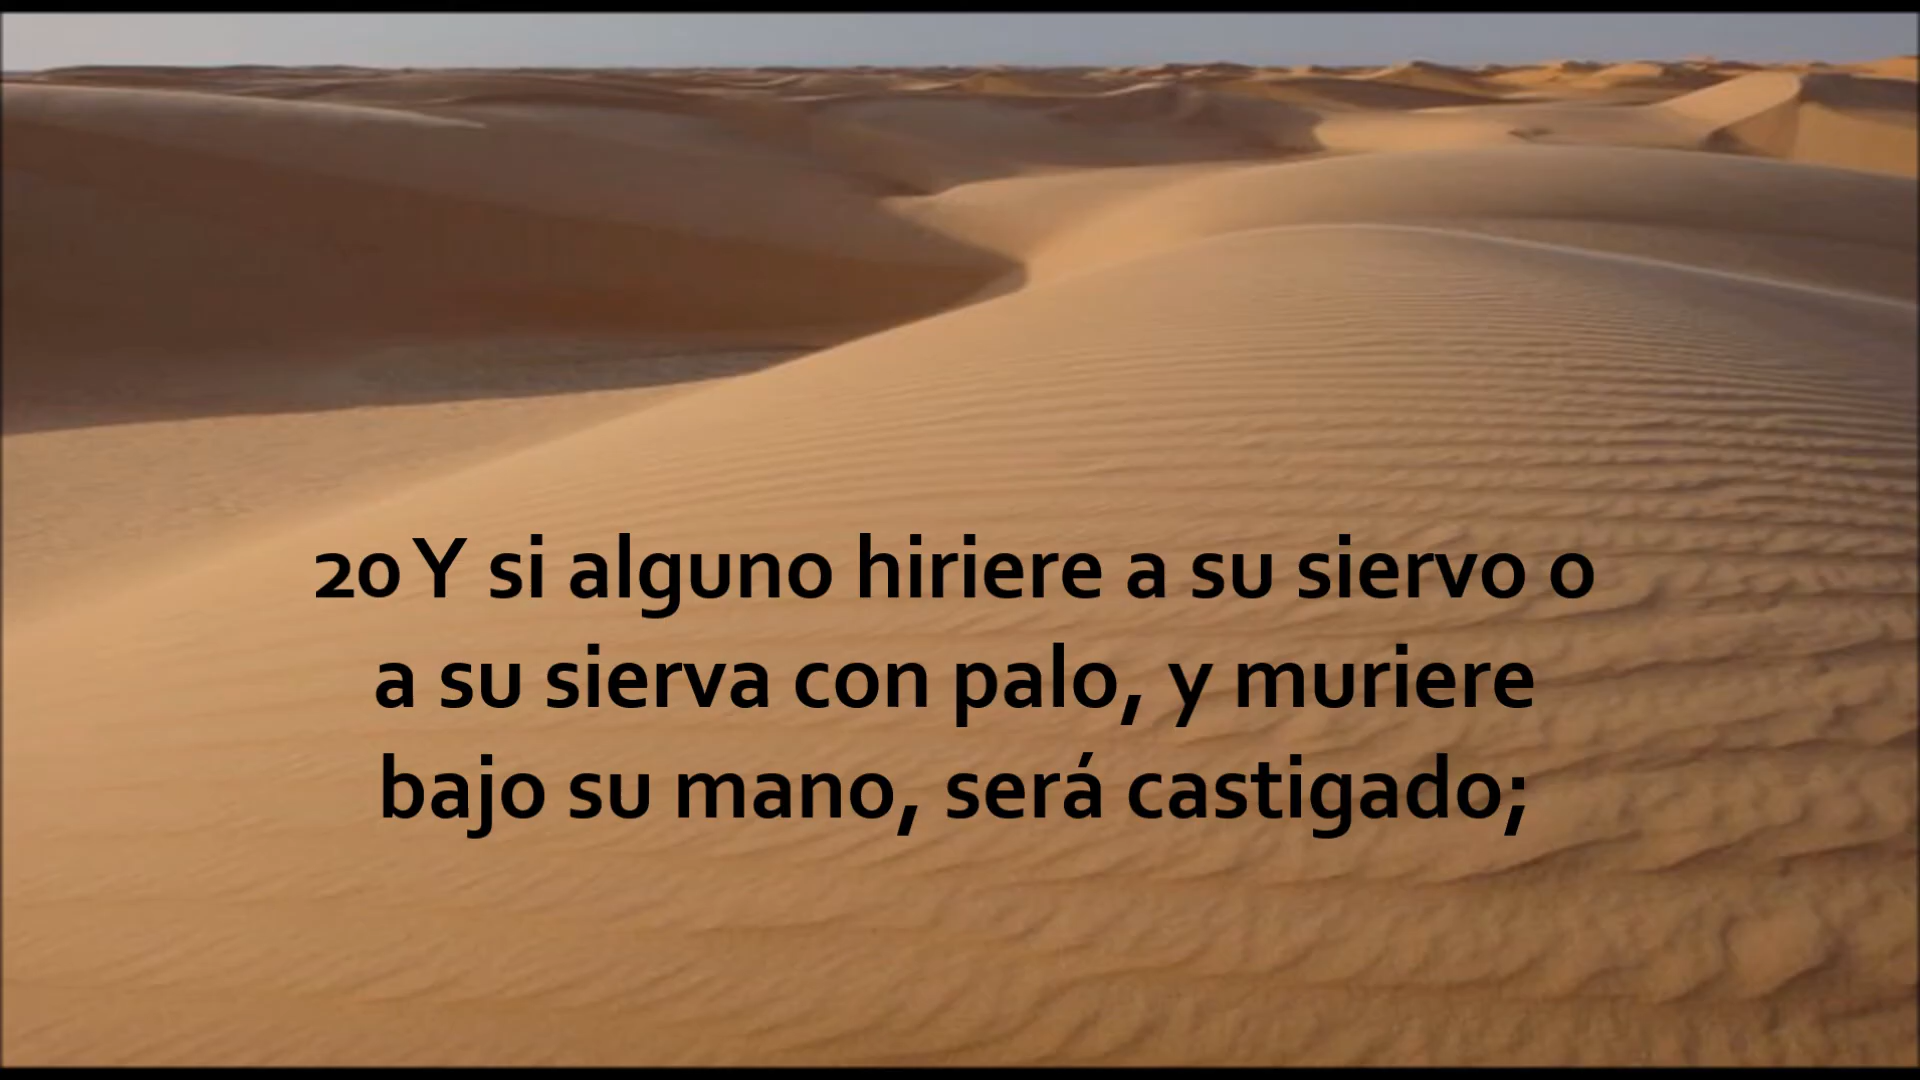 20 Y si alguno hiriere a su siervo o
a su sierva con palo, y muriere
bajo su mano, será castigado;